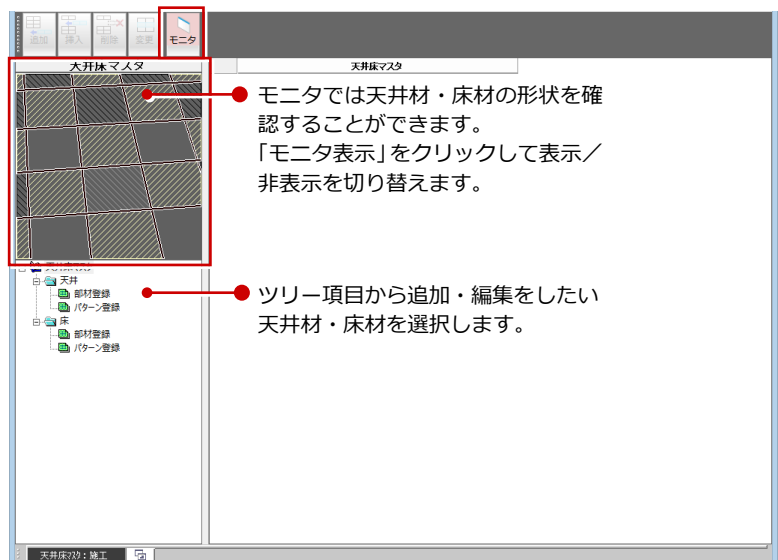 追加 挿入 削除 変更 モニタ
天井床マスタ
天井床マスタ
モニタでは天井材・床材の形状を確
認することができます。
「モニタ表示」をクリックして表示／
非表示を切り替えます。
天井床マスタ
天井
部材登録
パターン登録
床
部材登録
パターン登録
ツリー項目から追加・編集をしたい
天井材・床材を選択します。
天井床マスタ：施工